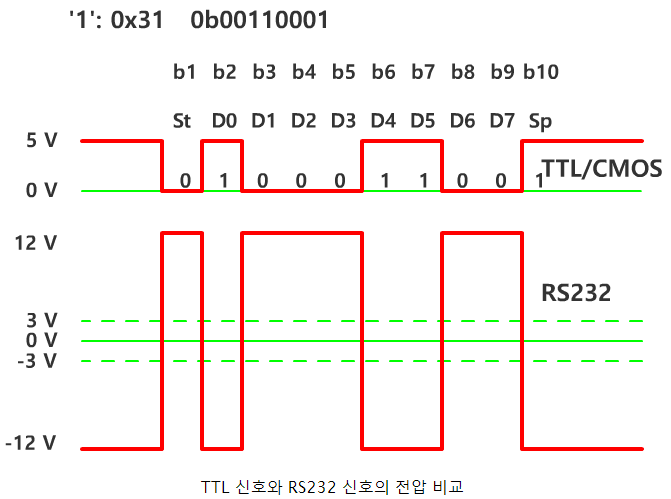 '1': 0x31 0b00110001
b1 b2 b3 b4 b5 b6 b7 b8 b9 b10
St D0 D1 D2 D3 D4 D5 D6 D7 Sp
5 V
TTL/CMOS
0 V 0 1 0 0 0 1 1 0 0 1
12 V
RS232
3 V
0 V
-3 V
-12 V
TTL 신호와 RS232 신호의 전압 비교